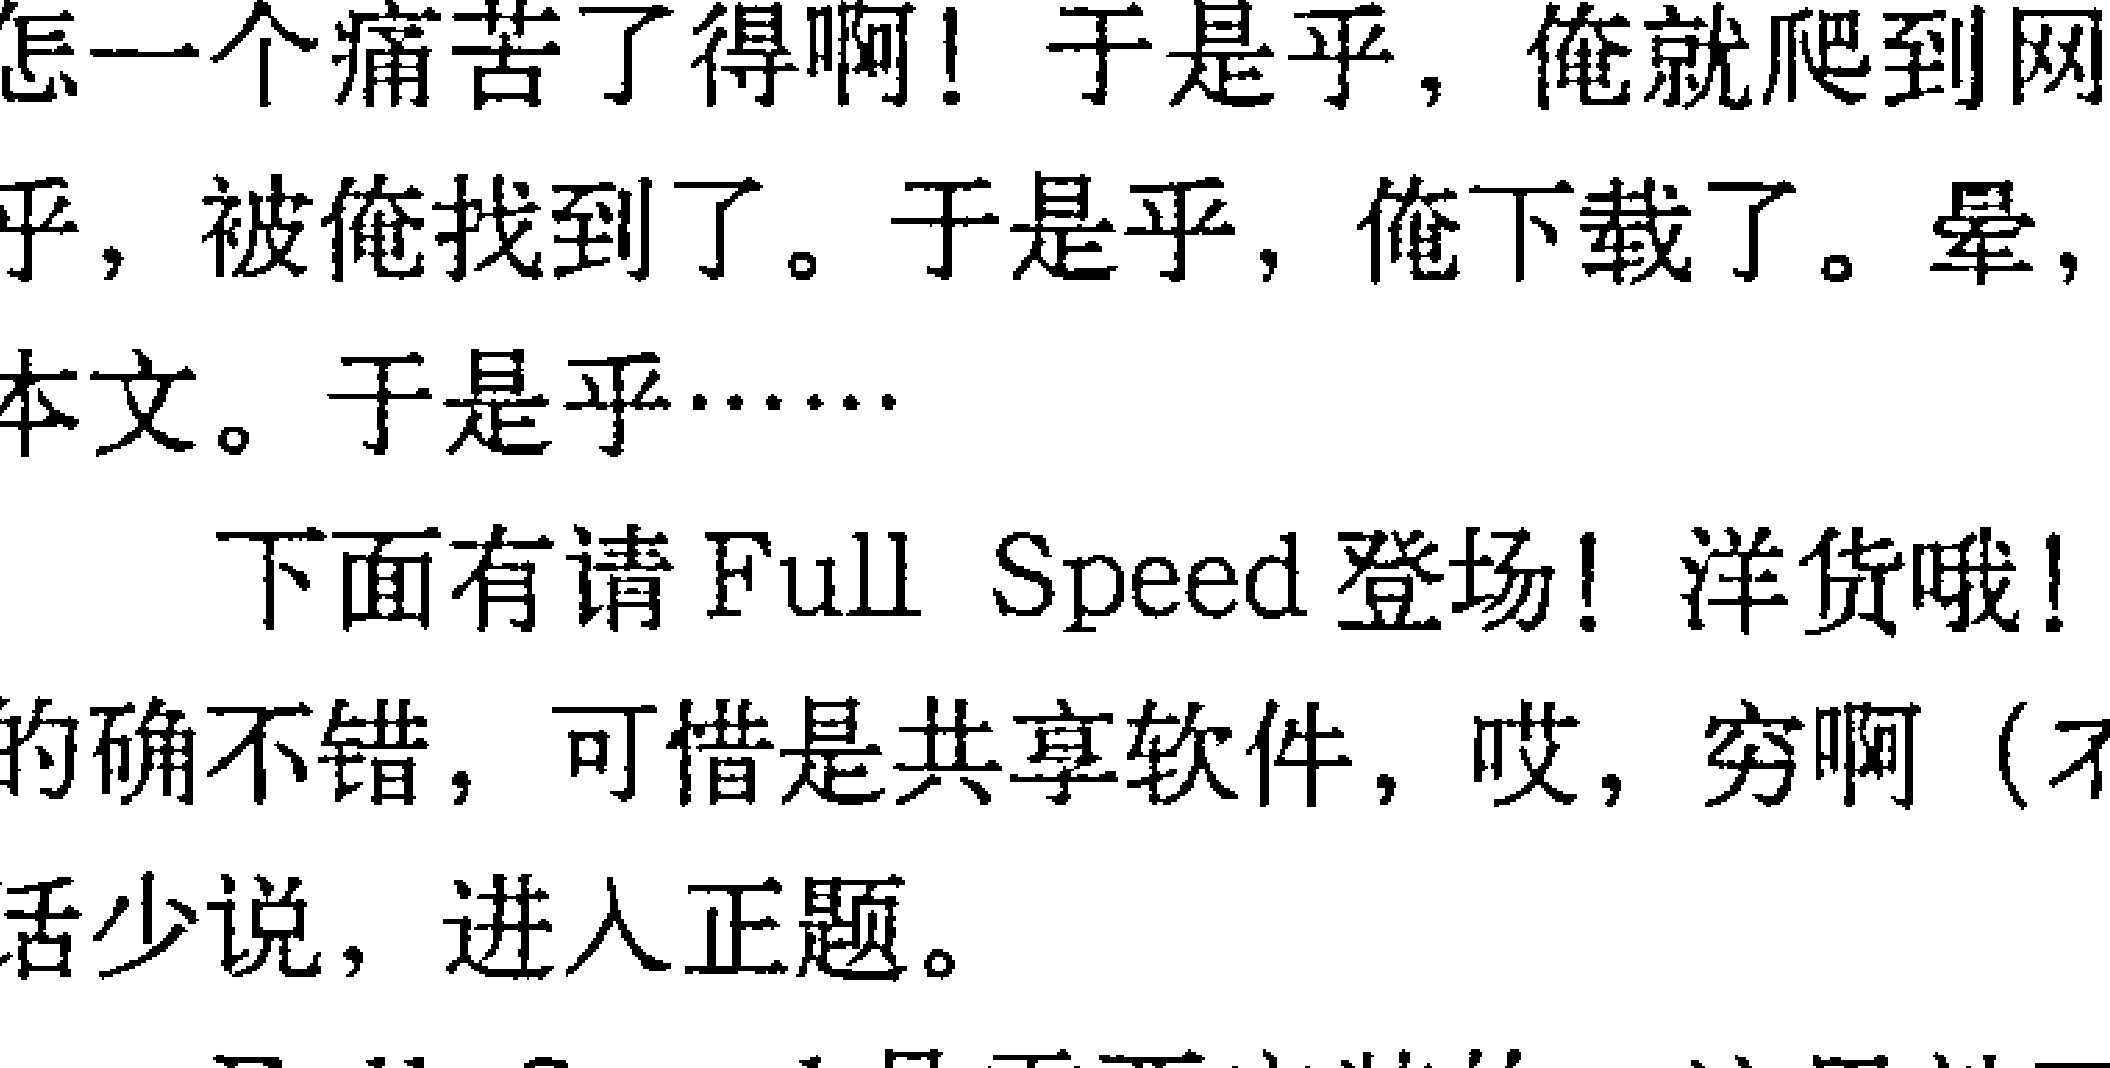 怎一个痛苦了得啊！于是乎，俺就爬到网
乎，被俺找到了。于是乎，俺下载了。晕，
本文。于是乎……
下面有请 Full Speed 登场！洋货哦！
的确不错，可惜是共享软件，哎，穷啊（不
话少说，进入正题。